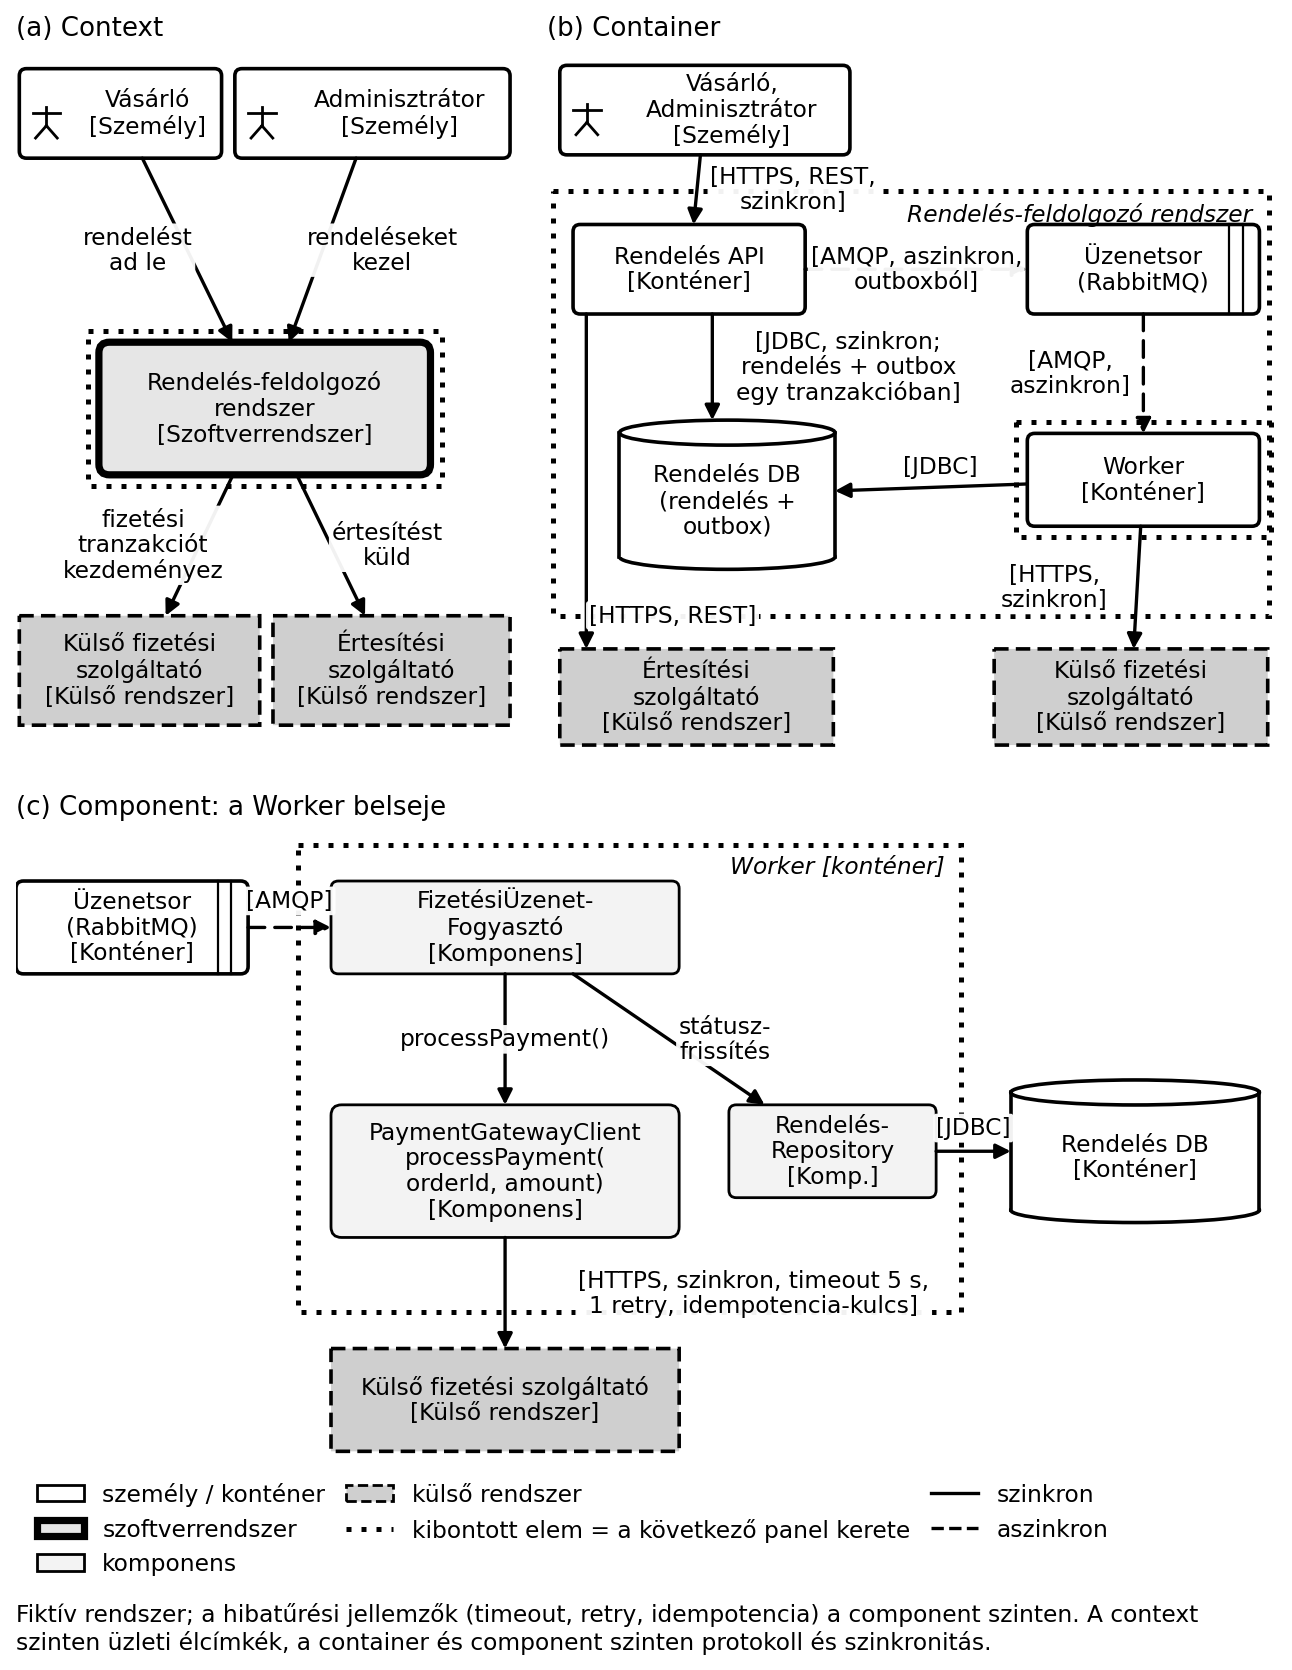 (a) Context
Vásárló
[Személy]
Adminisztrátor
[Személy]
rendelést
ad le
rendeléseket
kezel
Rendelés-feldolgozó
rendszer
[Szoftverrendszer]
fizetési
tranzakciót
kezdeményez
értesítést
küld
Külső fizetési
szolgáltató
[Külső rendszer]
Értesítési
szolgáltató
[Külső rendszer]
(b) Container
Vásárló,
Adminisztrátor
[Személy]
[HTTPS, REST,
szinkron]
Rendelés-feldolgozó rendszer
Rendelés API
[Konténer]
[AMQP, aszinkron,
outboxból]
Üzenetsor
(RabbitMQ)
[JDBC, szinkron;
rendelés + outbox
egy tranzakcióban]
[AMQP,
aszinkron]
Rendelés DB
(rendelés +
outbox)
[JDBC]
Worker
[Konténer]
[HTTPS,
szinkron]
[HTTPS, REST]
Értesítési
szolgáltató
[Külső rendszer]
Külső fizetési
szolgáltató
[Külső rendszer]
(c) Component: a Worker belseje
Worker [konténer]
Üzenetsor
(RabbitMQ)
[Konténer]
[AMQP]
FizetésiÜzenet-
Fogyasztó
[Komponens]
processPayment()
státusz-
frissítés
PaymentGatewayClient
processPayment(
orderId, amount)
[Komponens]
Rendelés-
Repository
[Komp.]
[JDBC]
Rendelés DB
[Konténer]
[HTTPS, szinkron, timeout 5 s,
1 retry, idempotencia-kulcs]
Külső fizetési szolgáltató
[Külső rendszer]
személy / konténer
szoftverrendszer
komponens
külső rendszer
kibontott elem = a következő panel kerete
szinkron
aszinkron
Fiktív rendszer; a hibatűrési jellemzők (timeout, retry, idempotencia) a component szinten. A context
szinten üzleti élcímkék, a container és component szinten protokoll és szinkronitás.